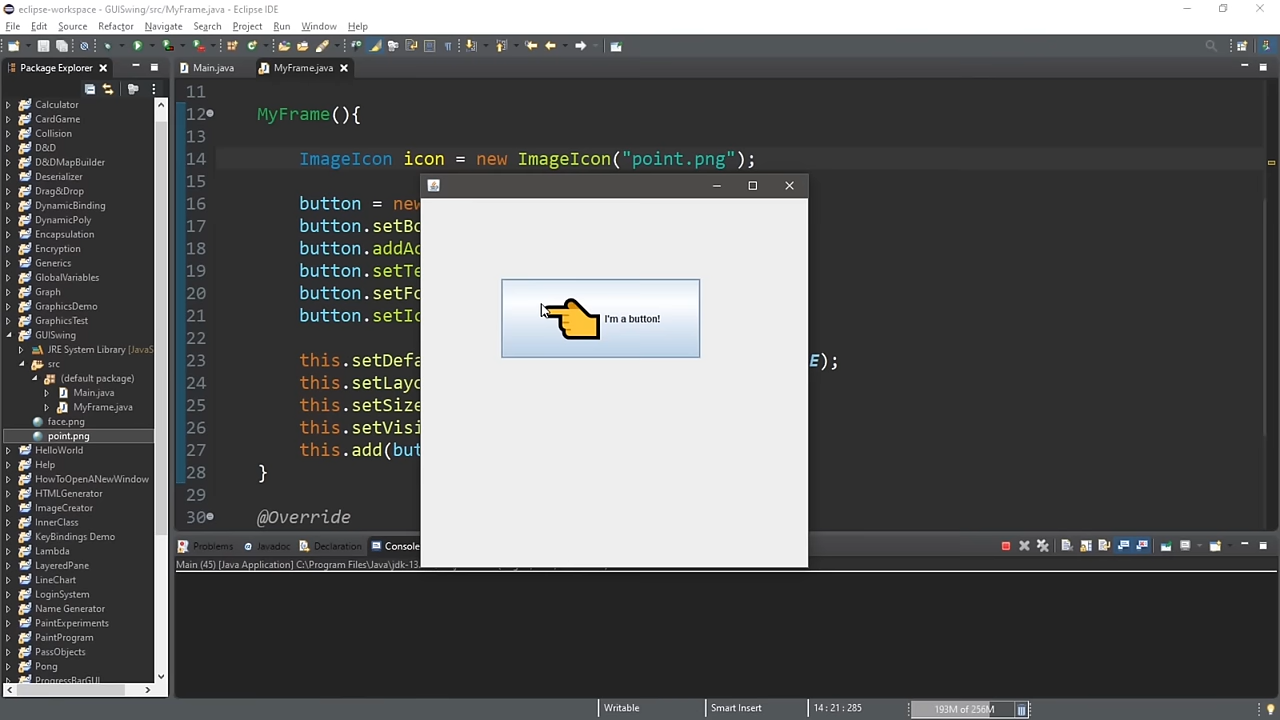 eclipse-workspace - GUISwing/src/MyFrame.java - Eclipse IDE
File Edit Source Refactor Navigate Search Project Run Window Help
Package Explorer
Main.java
MyFrame.java
Calculator
CardGame
Collision
D&D
D&DMapBuilder
Deserializer
Drag&Drop
DynamicBinding
DynamicPoly
Encapsulation
Encryption
Generics
GlobalVariables
Graph
GraphicsDemo
GraphicsTest
GUISwing
JRE System Library [JavaS
src
(default package)
Main.java
MyFrame.java
face.png
point.png
HelloWorld
Help
HowToOpenANewWindow
HTMLGenerator
ImageCreator
InnerClass
KeyBindings Demo
Lambda
LayeredPane
LineChart
LoginSystem
Name Generator
PaintExperiments
PaintProgram
PassObjects
Pong
ProgressBarGUI
11
12 MyFrame(){
13
14 ImageIcon icon = new ImageIcon("point.png");
15
16 button = new
17 button.setBo
18 button.addAc
19 button.setTe
20 button.setFo
21 button.setIc
22
23 this.setDefa E);
24 this.setLayo
25 this.setSize
26 this.setVisi
27 this.add(but
28 }
29
30 @Override
I'm a button!
Problems Javadoc Declaration Console
Main (45) [Java Application] C:\Program Files\Java\jdk-13.
Writable Smart Insert 14 : 21 : 285 193M of 256M